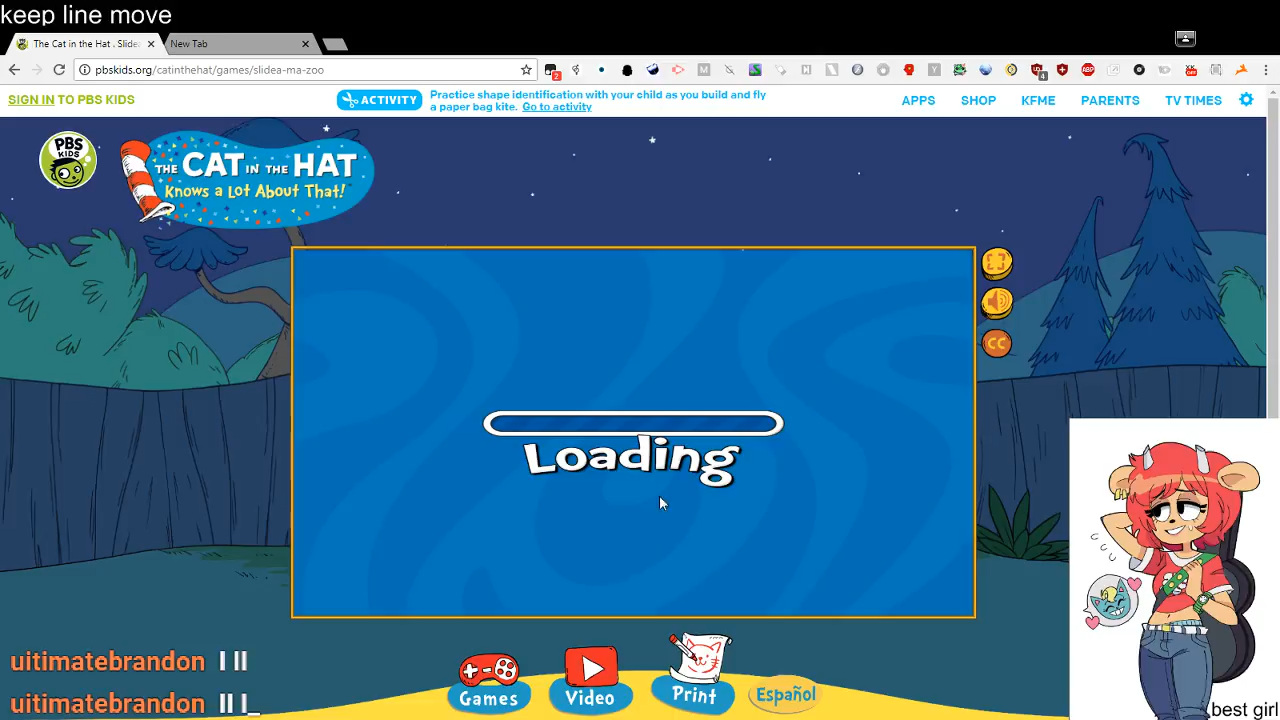 keep line move
The Cat in the Hat . Slidea
New Tab
pbskids.org/catinthehat/games/slidea-ma-zoo
SIGN IN TO PBS KIDS
ACTIVITY
Practice shape identification with your child as you build and fly
a paper bag kite. Go to activity
APPS
SHOP
KFME
PARENTS
TV TIMES
PBS
KIDS
THE CAT IN THE HAT
Knows a Lot About That!
CC
Loading
Games
Video
Print
Español
uitimebrandon I II
uitimatebrandon II I_
best girl